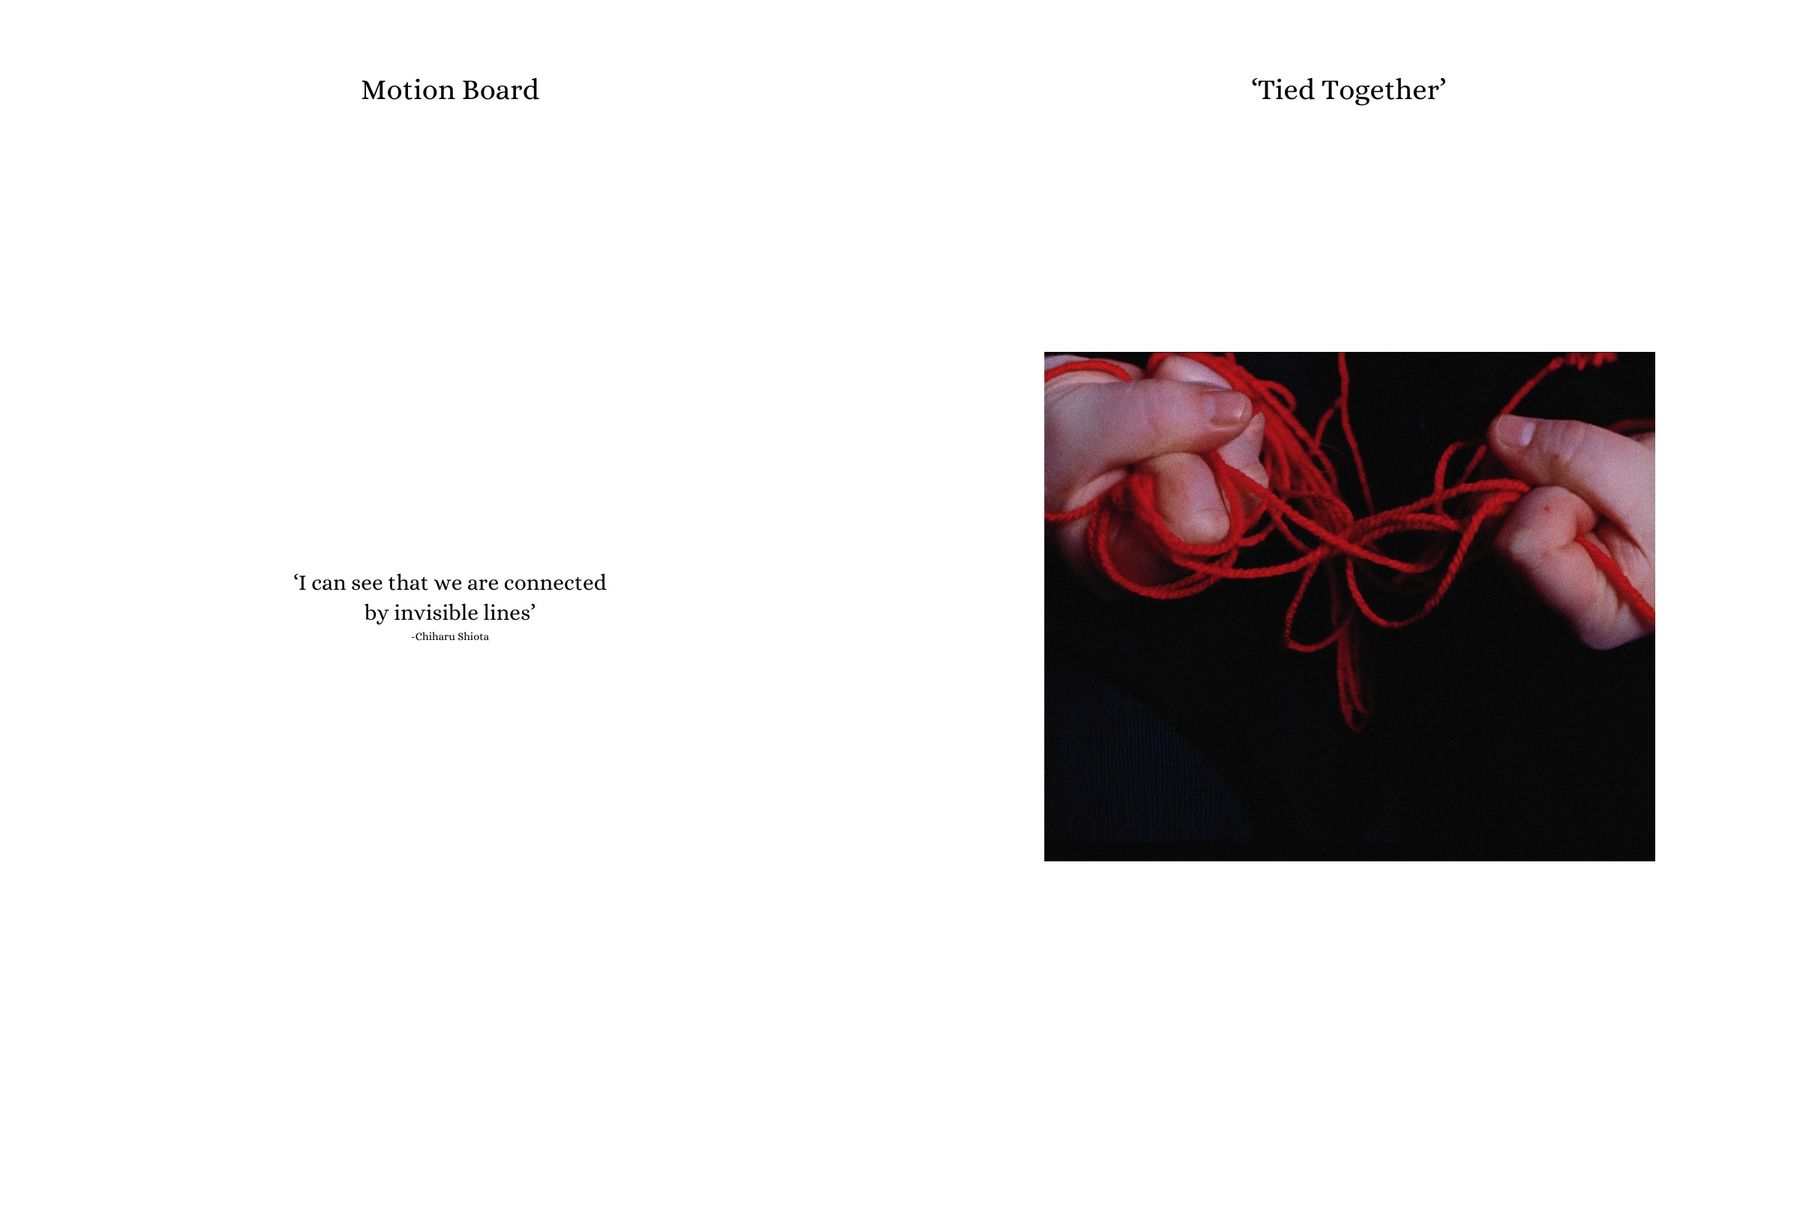 Motion Board
‘I can see that we are connected
by invisible lines’
-Chiharu Shiota
‘Tied Together’